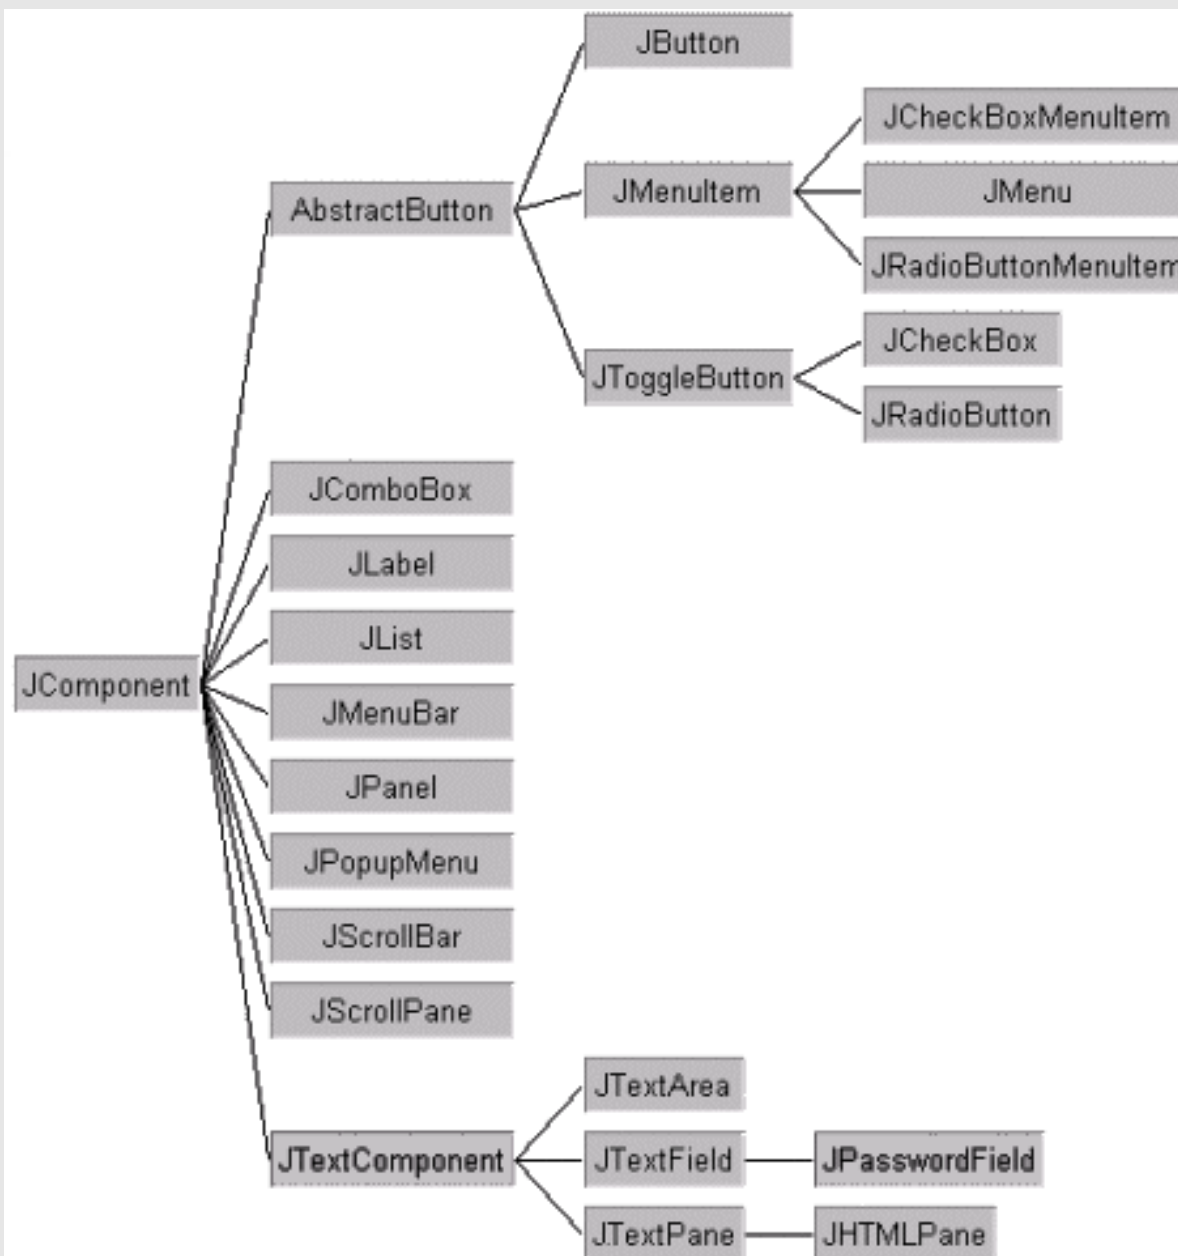 JButton
JCheckBoxMenuItem
JMenuItem
JMenu
AbstractButton
JRadioButtonMenuItem
JCheckBox
JToggleButton
JRadioButton
JComboBox
JLabel
JList
JComponent
JMenuBar
JPanel
JPopupMenu
JScrollBar
JScrollPane
JTextArea
JTextComponent
JTextField
JPasswordField
JTextPane
JHTMLPane